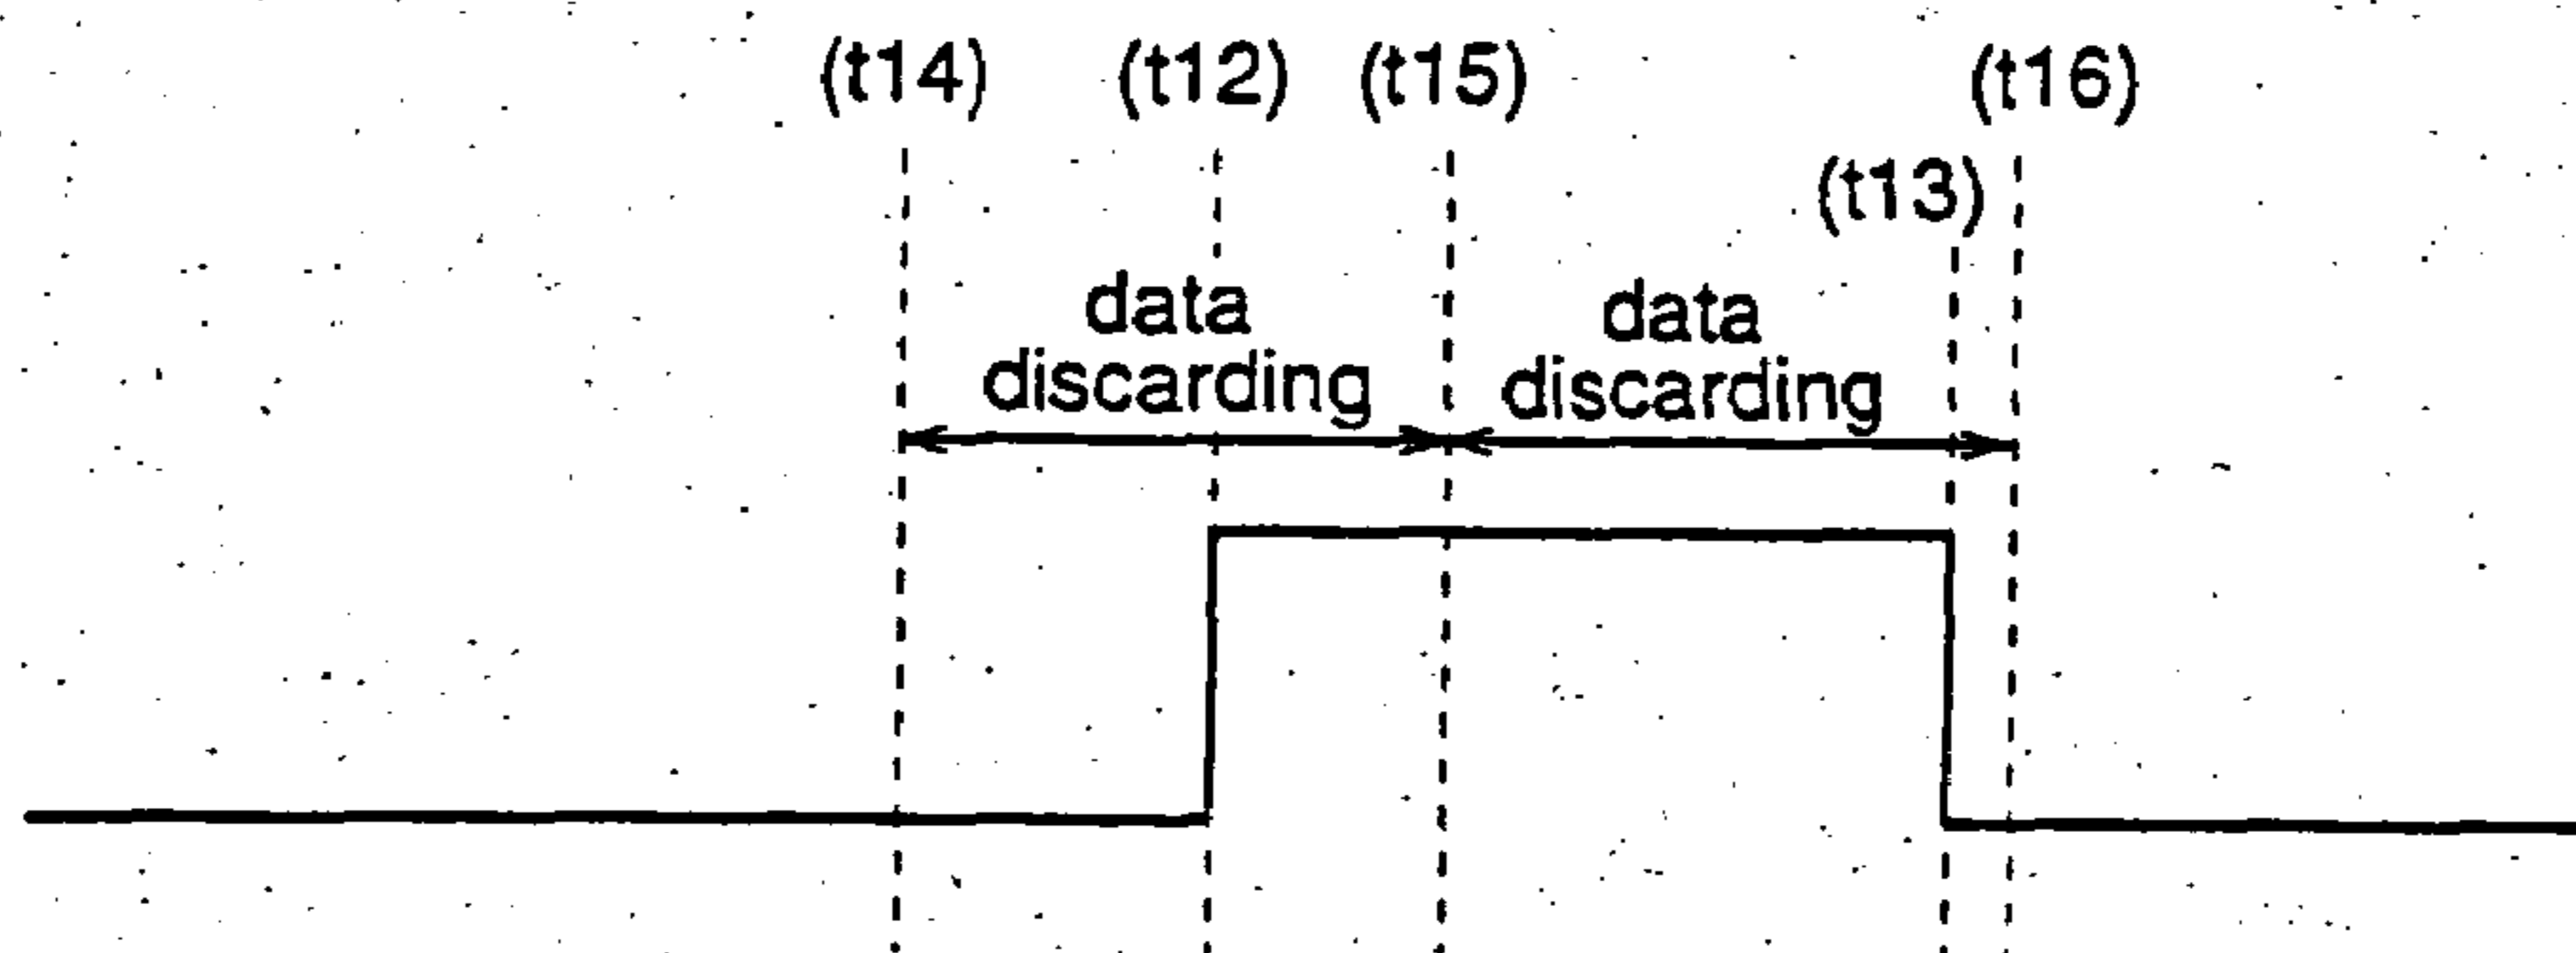 (t14) (t12) (t15) (t16)
(t13)
data data
discarding discarding